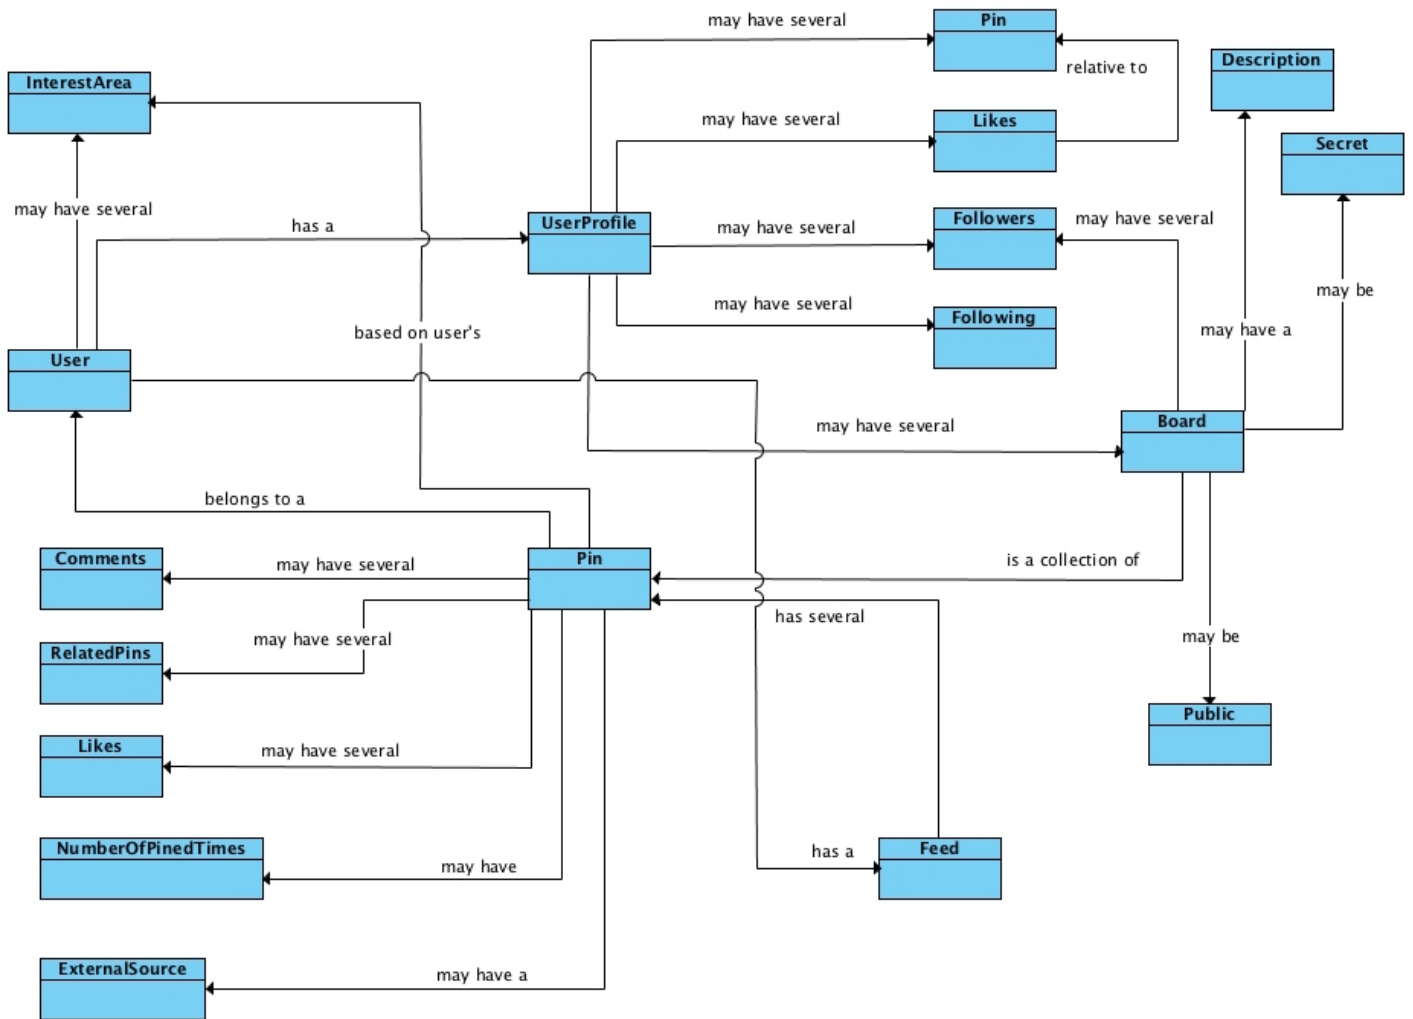 may have several
Pin
relative to
Description
InterestArea
may have several
Likes
Secret
may have several
has a
UserProfile
may have several
Followers
may have several
may be
may have several
Following
based on user's
may have a
User
may have several
Board
belongs to a
Comments
may have several
Pin
is a collection of
has several
may have several
RelatedPins
may be
Likes
may have several
Public
NumberOfPinedTimes
may have
has a
Feed
ExternalSource
may have a